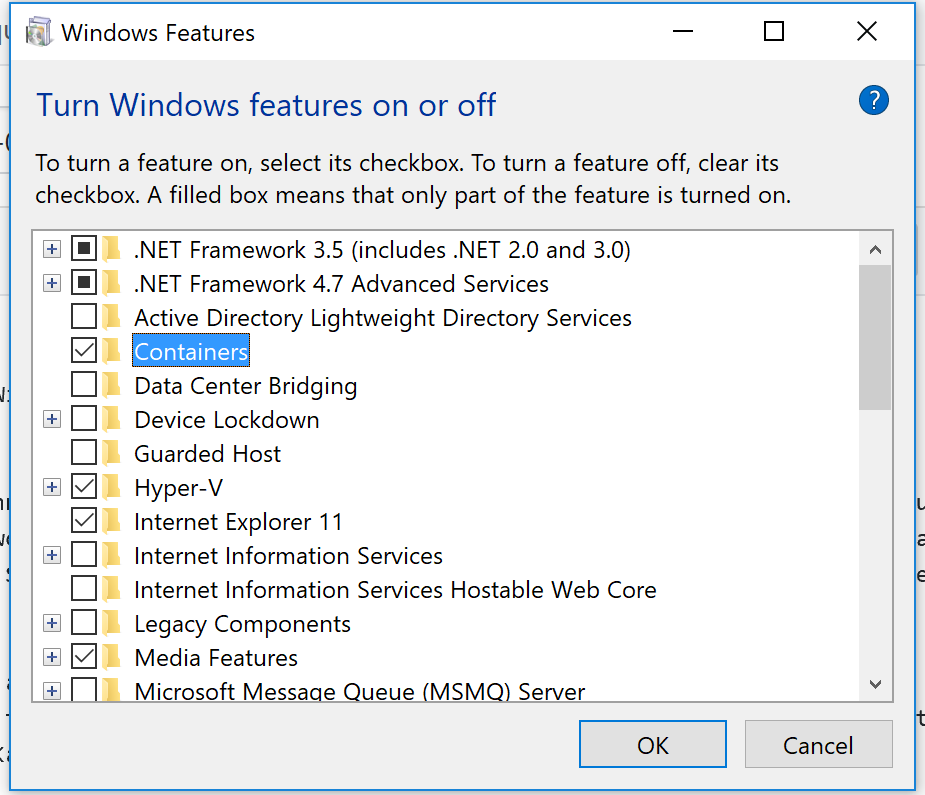 Windows Features
Turn Windows features on or off
?
To turn a feature on, select its checkbox. To turn a feature off, clear its
checkbox. A filled box means that only part of the feature is turned on.
.NET Framework 3.5 (includes .NET 2.0 and 3.0)
.NET Framework 4.7 Advanced Services
Active Directory Lightweight Directory Services
Containers
Data Center Bridging
Device Lockdown
Guarded Host
Hyper-V
Internet Explorer 11
Internet Information Services
Internet Information Services Hostable Web Core
Legacy Components
Media Features
Microsoft Message Queue (MSMQ) Server
OK
Cancel